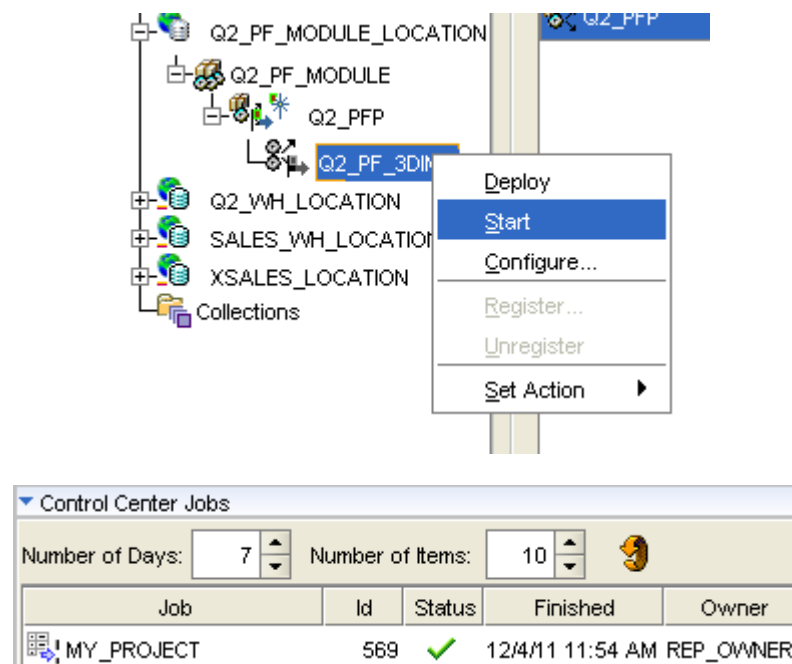 Q2_PF_MODULE_LOCATION
Q2_PFP
Q2_PF_MODULE
Q2_PFP
Q2_PF_3DIM
Q2_WH_LOCATION
SALES_WH_LOCATION
XSALES_LOCATION
Collections
Deploy
Start
Configure...
Register...
Unregister
Set Action
Control Center Jobs
Number of Days: 7 Number of Items: 10
Job Id Status Finished Owner
MY_PROJECT 569 12/4/11 11:54 AM REP_OWNER